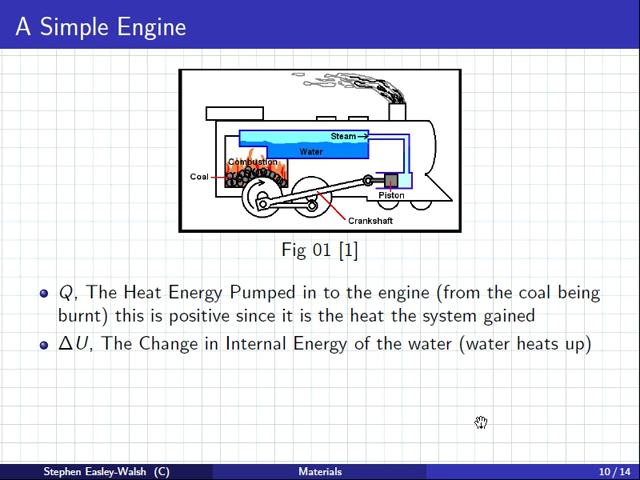 A Simple Engine
Steam
Water
Combustion
Coal
Piston
Crankshaft
Fig 01 [1]
Q, The Heat Energy Pumped in to the engine (from the coal being
burnt) this is positive since it is the heat the system gained
ΔU, The Change in Internal Energy of the water (water heats up)
Stephen Easley-Walsh (C)
Materials
10 / 14